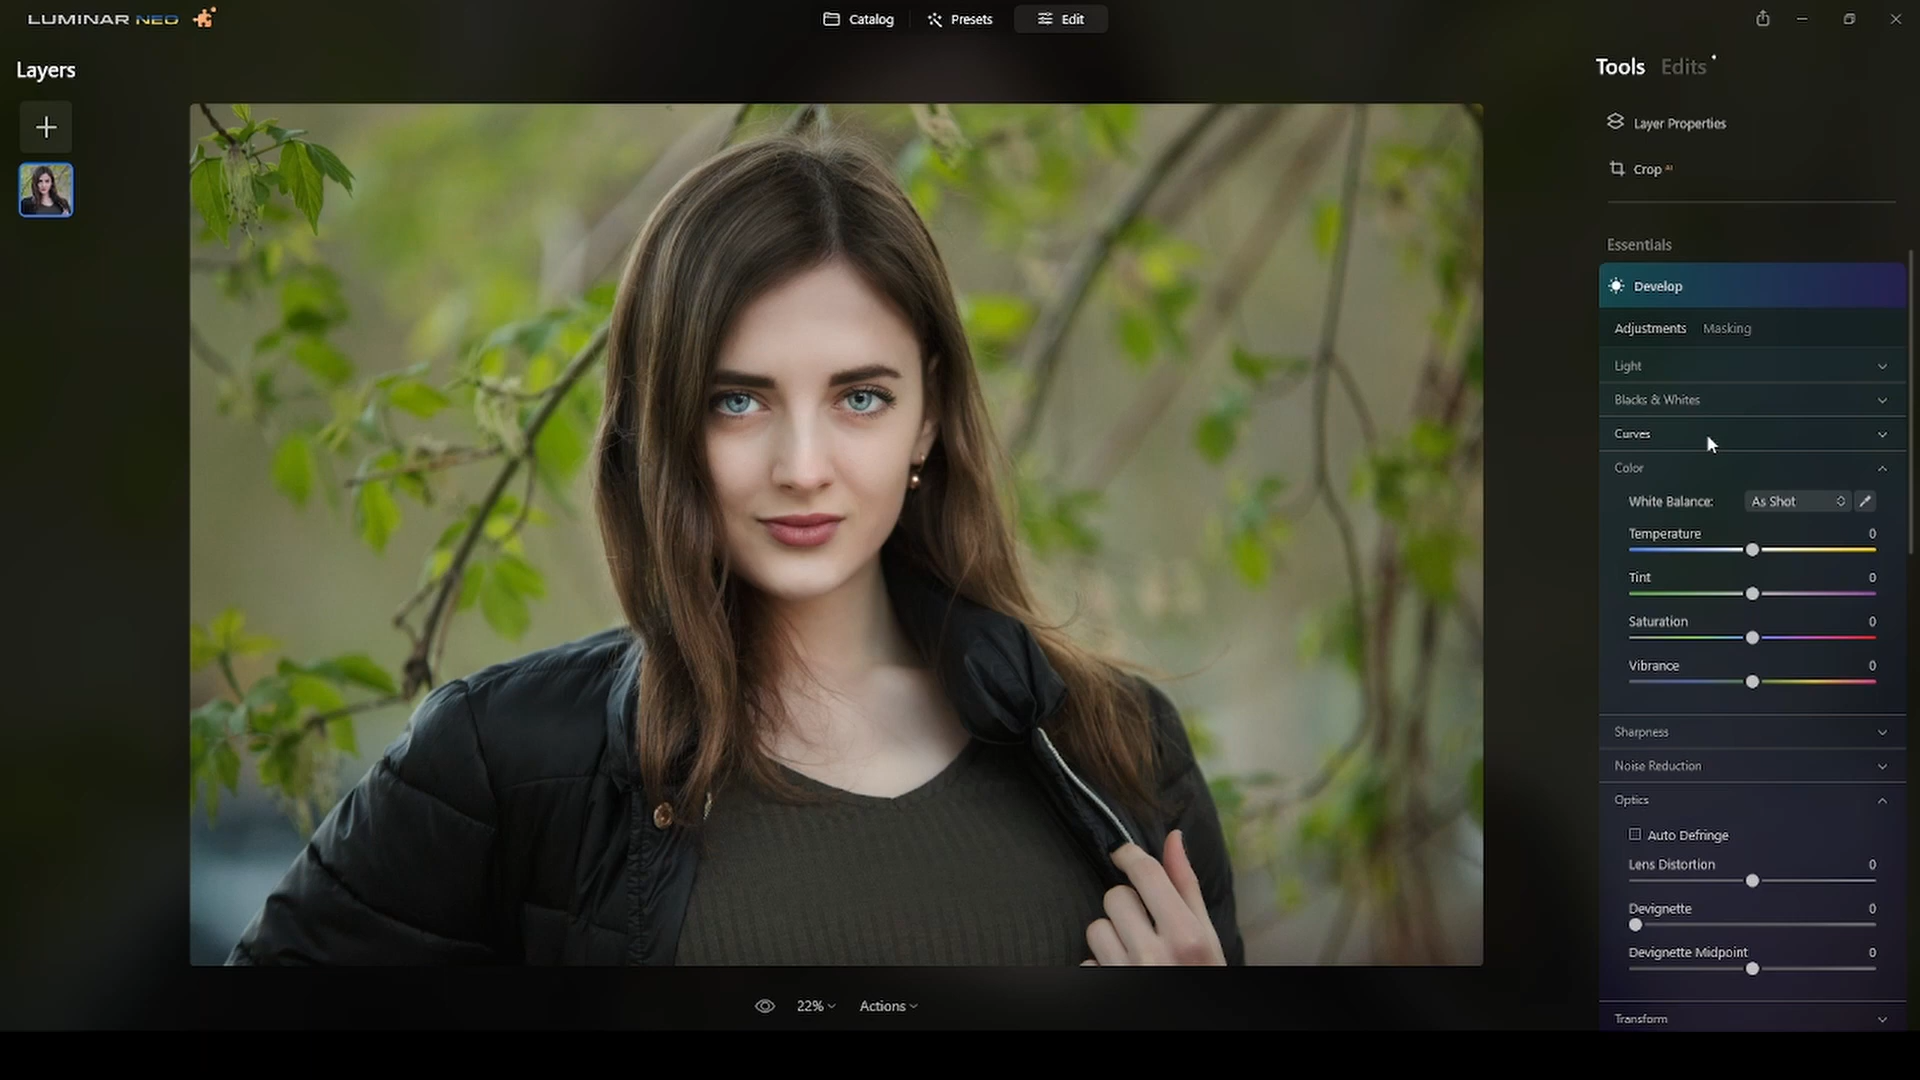 LUMINAR NEO
Catalog
Presets
Edit
Layers
Tools
Edits
Layer Properties
Crop AI
Essentials
Develop
Adjustments
Masking
Light
Blacks & Whites
Curves
Color
White Balance:
As Shot
Temperature 0
Tint 0
Saturation 0
Vibrance 0
Sharpness
Noise Reduction
Optics
Auto Defringe
Lens Distortion 0
Devignette 0
Devignette Midpoint 0
Transform
22%
Actions